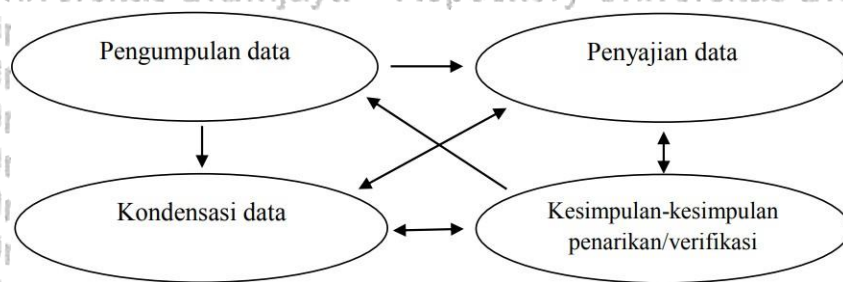 Pengumpulan data
Penyajian data
Kondensasi data
Kesimpulan-kesimpulan
penarikan/verifikasi